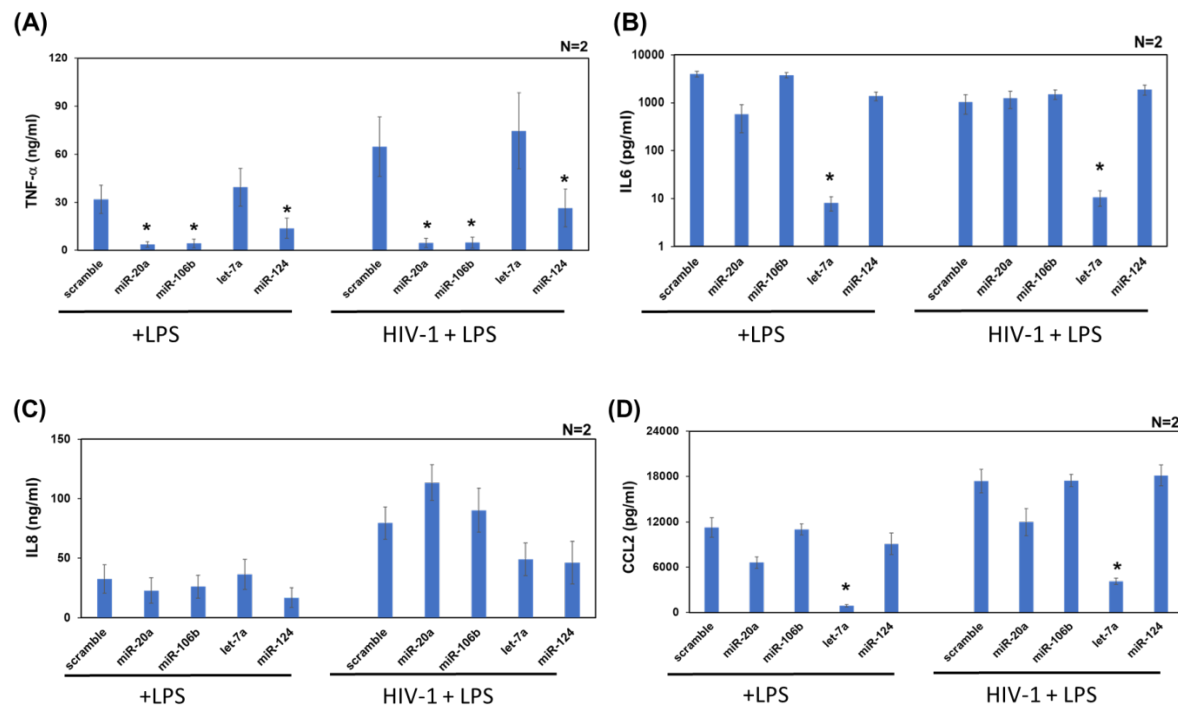 (A)
N=2
120
90
60
30
0
TNF-α (ng/ml)
* * * * * *
scramble miR-20a miR-106b let-7a miR-124 scramble miR-20a miR-106b let-7a miR-124
+LPS HIV-1 + LPS
(B)
N=2
10000
1000
100
10
1
IL6 (pg/ml)
* *
scramble miR-20a miR-106b let-7a miR-124 scramble miR-20a miR-106b let-7a miR-124
+LPS HIV-1 + LPS
(C)
N=2
150
100
50
0
IL8 (ng/ml)
scramble miR-20a miR-106b let-7a miR-124 scramble miR-20a miR-106b let-7a miR-124
+LPS HIV-1 + LPS
(D)
N=2
24000
18000
12000
6000
0
CCL2 (pg/ml)
* *
scramble miR-20a miR-106b let-7a miR-124 scramble miR-20a miR-106b let-7a miR-124
+LPS HIV-1 + LPS